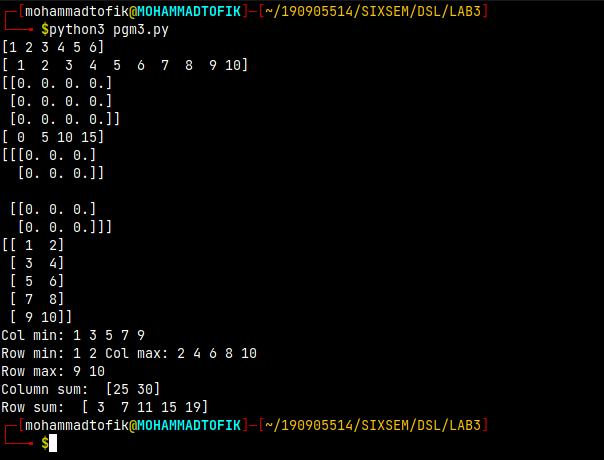 ┌─[mohammadtofik@MOHAMMADTOFIK]─[~/190905514/SIXSEM/DSL/LAB3]
└──╼ $python3 pgm3.py
[1 2 3 4 5 6]
[ 1  2  3  4  5  6  7  8  9 10]
[[0. 0. 0. 0.]
 [0. 0. 0. 0.]
 [0. 0. 0. 0.]]
[ 0  5 10 15]
[[[0. 0. 0.]
  [0. 0. 0.]]

 [[0. 0. 0.]
  [0. 0. 0.]]]
[[ 1  2]
 [ 3  4]
 [ 5  6]
 [ 7  8]
 [ 9 10]]
Col min: 1 3 5 7 9
Row min: 1 2 Col max: 2 4 6 8 10
Row max: 9 10
Column sum:  [25 30]
Row sum:  [ 3  7 11 15 19]
┌─[mohammadtofik@MOHAMMADTOFIK]─[~/190905514/SIXSEM/DSL/LAB3]
└──╼ $